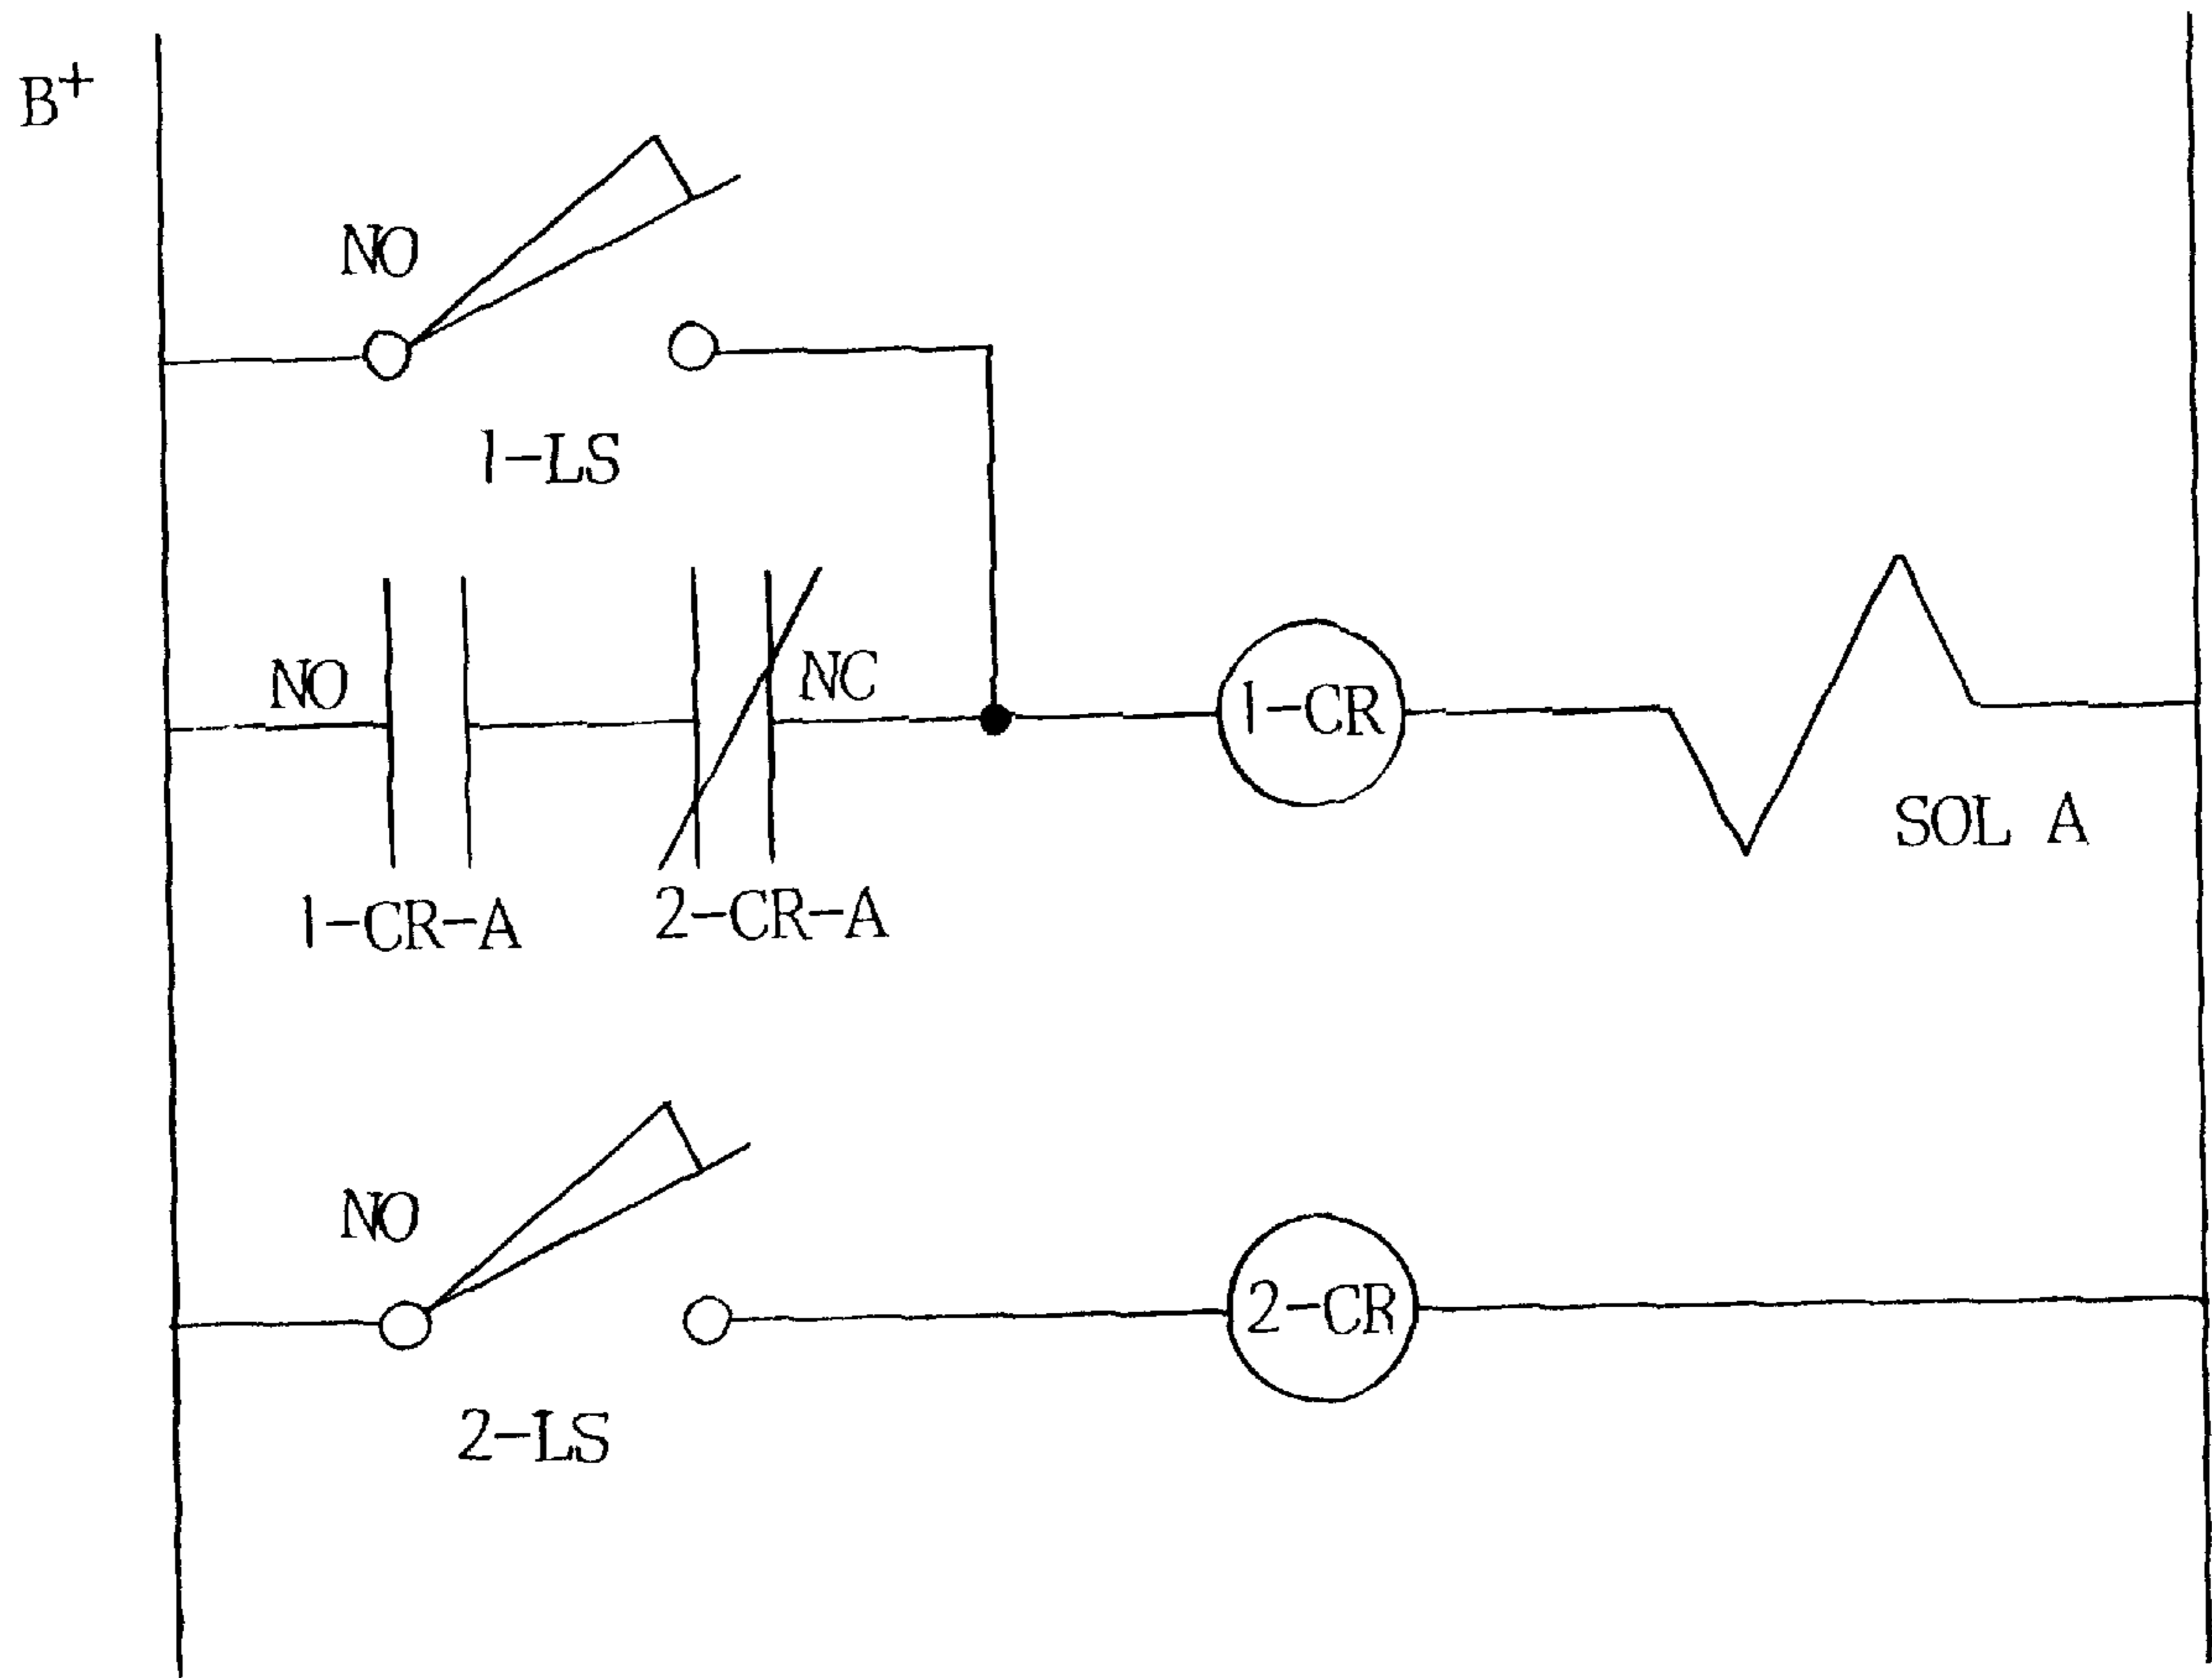 B+
NO
1-LS
NO
NC
1-CR
SOL A
1-CR-A
2-CR-A
NO
2-CR
2-LS